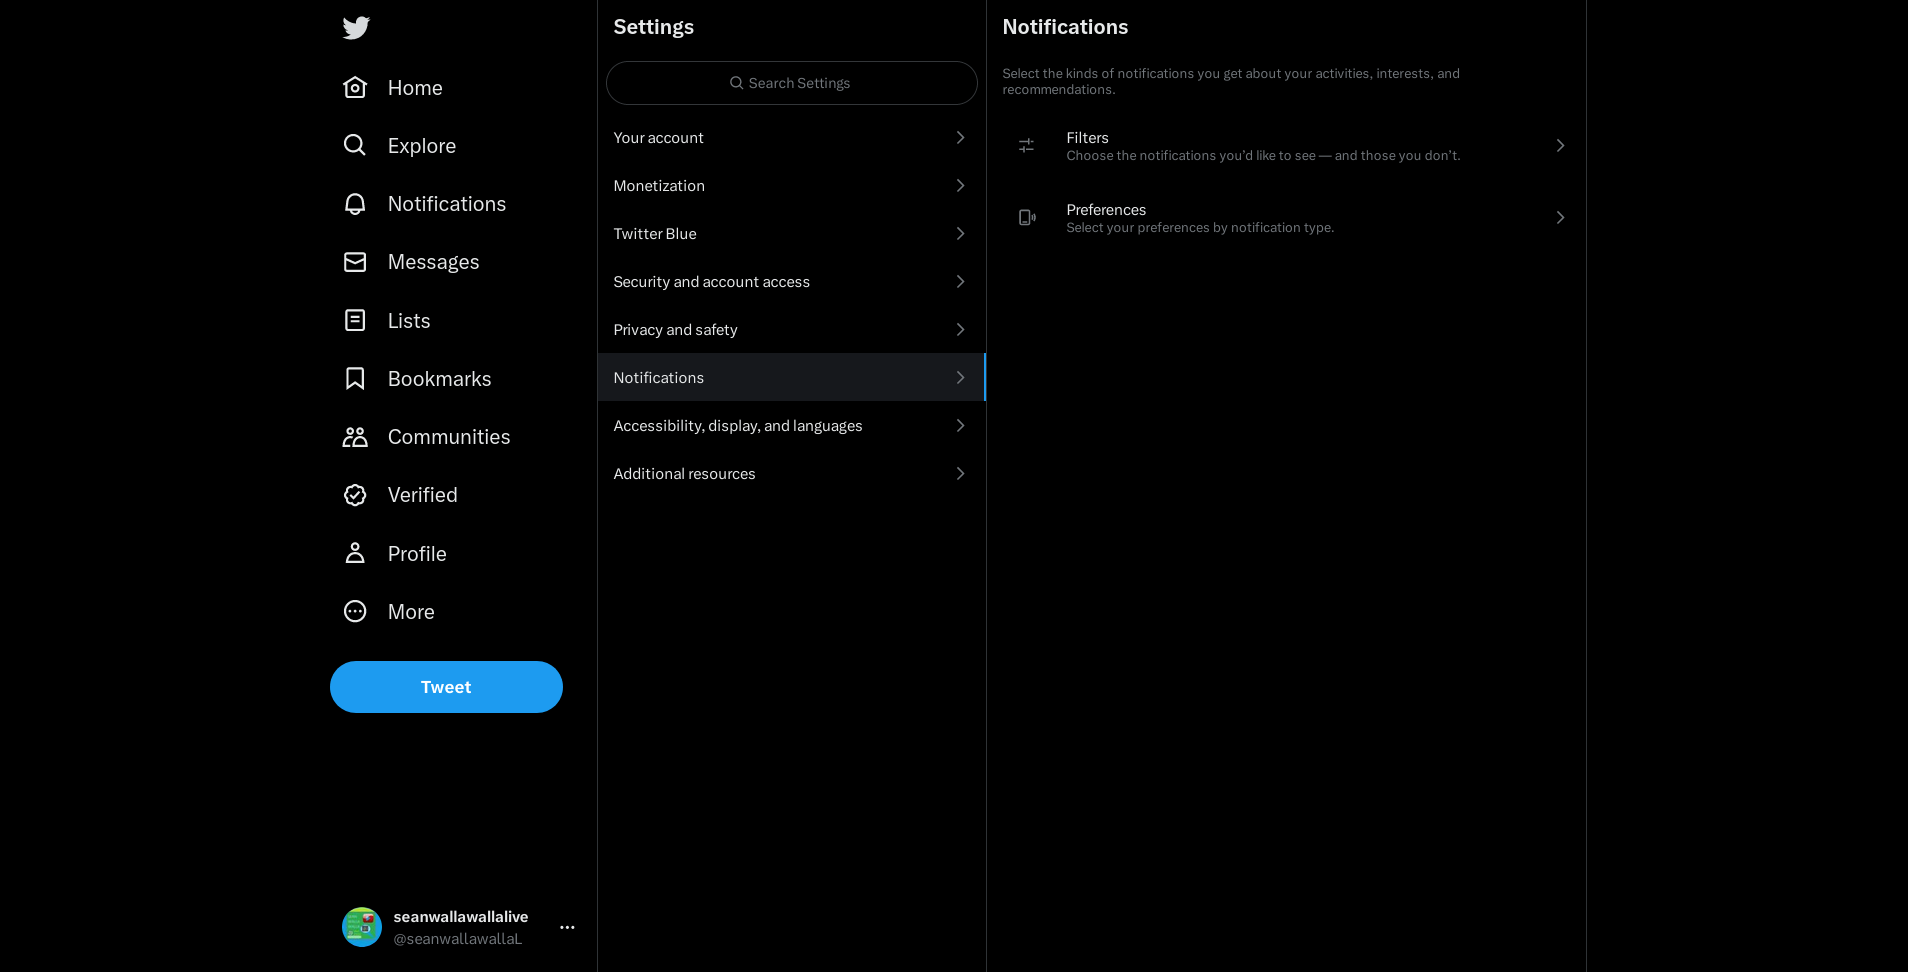 Home
Explore
Notifications
Messages
Lists
Bookmarks
Communities
Verified
Profile
More
Tweet
seanwallawallalive
@seanwallawallaL
Settings
Search Settings
Your account
Monetization
Twitter Blue
Security and account access
Privacy and safety
Notifications
Accessibility, display, and languages
Additional resources
Notifications
Select the kinds of notifications you get about your activities, interests, and
recommendations.
Filters
Choose the notifications you’d like to see — and those you don’t.
Preferences
Select your preferences by notification type.